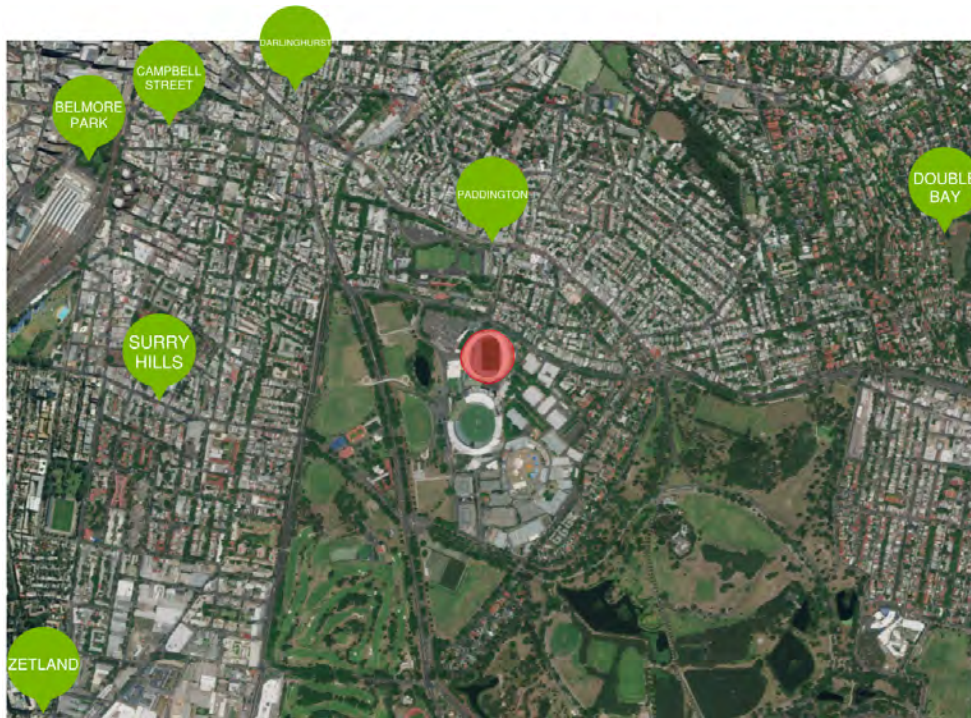 DARLINGHURST
CAMPBELL
STREET
BELMORE
PARK
PADDINGTON
DOUBLE
BAY
SURRY
HILLS
ZETLAND